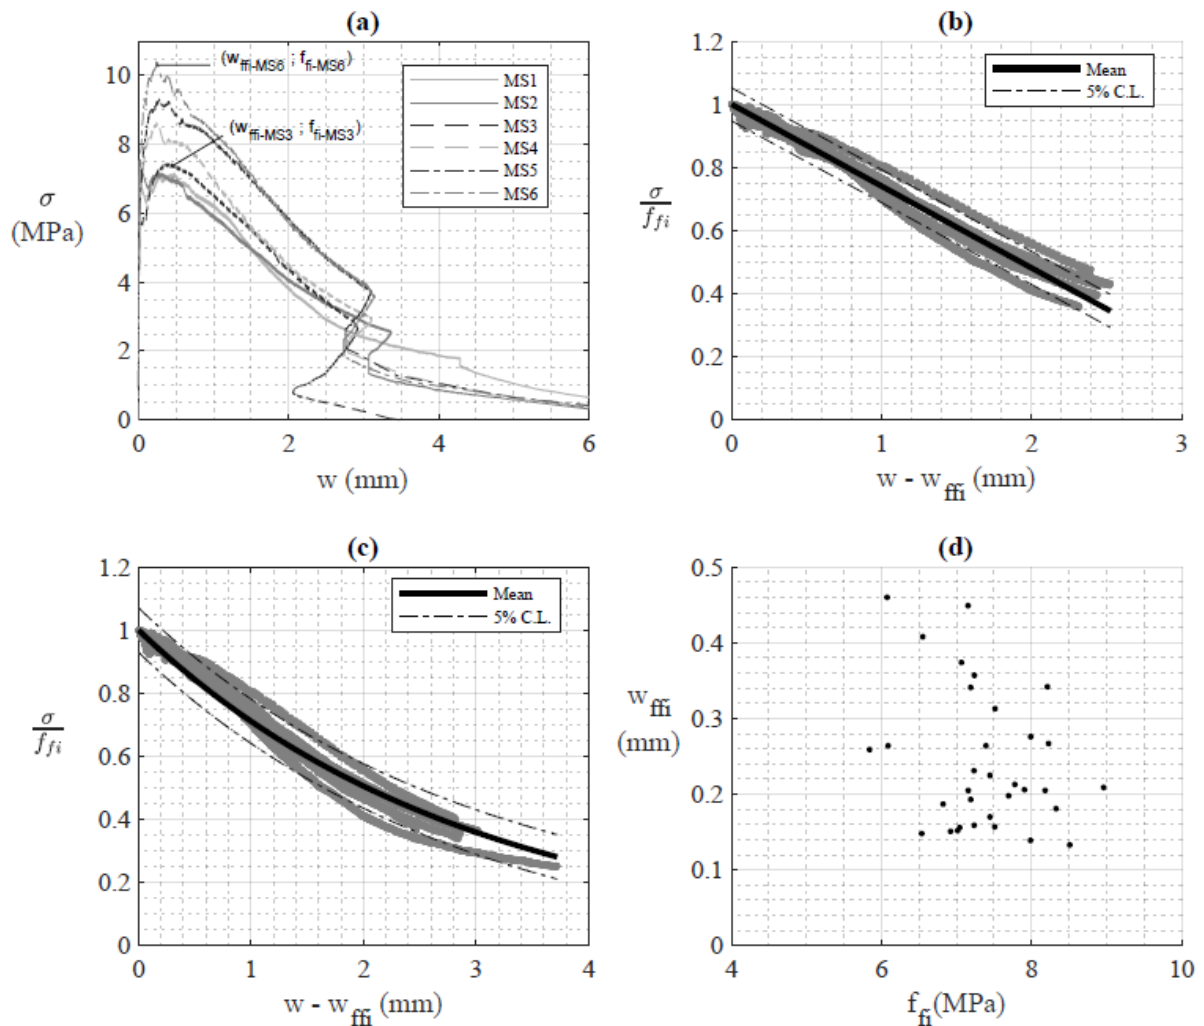 (a)
(w_ffi-MS6 ; f_fi-MS6)
(w_ffi-MS3 ; f_fi-MS3)
MS1
MS2
MS3
MS4
MS5
MS6
σ
(MPa)
10
8
6
4
2
0
0 2 4 6
w (mm)
(b)
Mean
5% C.L.
σ
f_fi
1.2
1
0.8
0.6
0.4
0.2
0
0 1 2 3
w - w_ffi (mm)
(c)
Mean
5% C.L.
σ
f_fi
1.2
1
0.8
0.6
0.4
0.2
0
0 1 2 3 4
w - w_ffi (mm)
(d)
w_ffi
(mm)
0.5
0.4
0.3
0.2
0.1
0
4 6 8 10
f_fi(MPa)